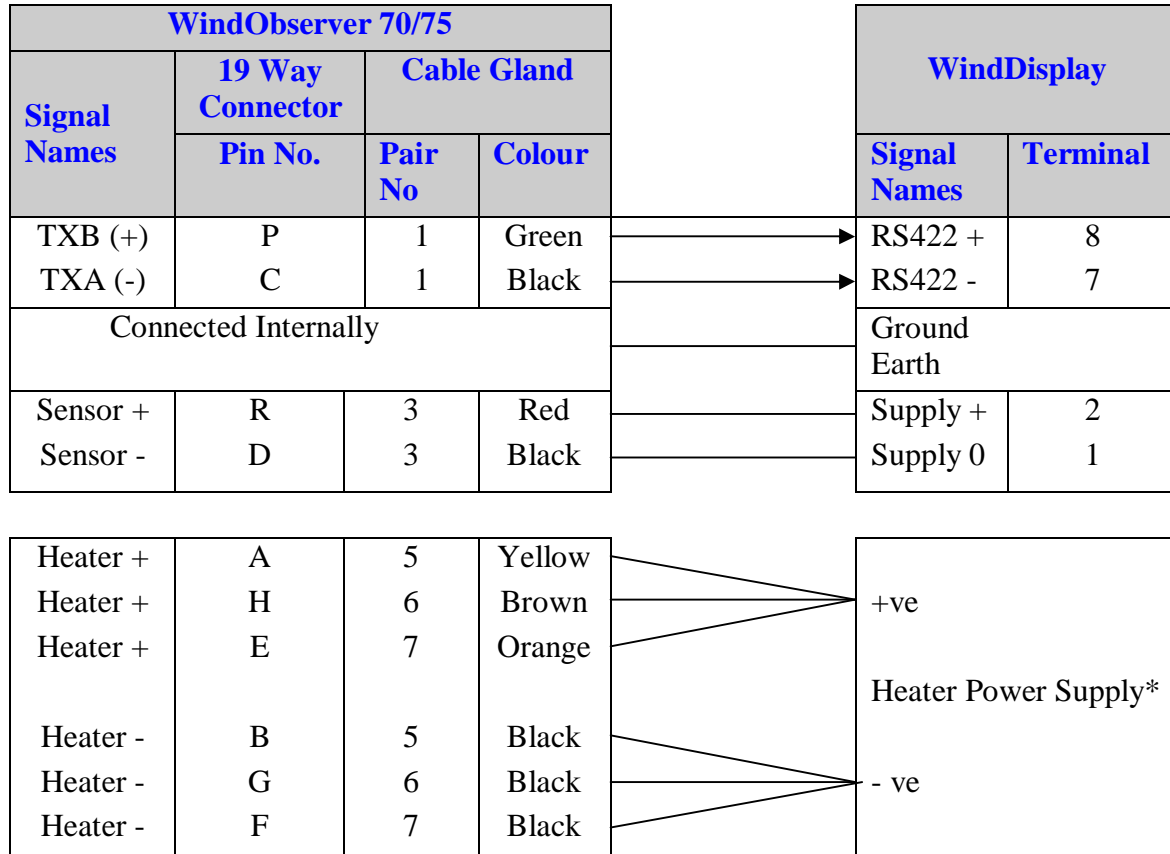 WindObserver 70/75
WindDisplay
Signal
Names
19 Way
Connector
Cable Gland
Pin No.
Pair
No
Colour
Signal
Names
Terminal
TXB (+) P 1 Green RS422 + 8
TXA (-) C 1 Black RS422 - 7
Connected Internally
Ground
Earth
Sensor + R 3 Red Supply + 2
Sensor - D 3 Black Supply 0 1
Heater + A 5 Yellow
Heater + H 6 Brown +ve
Heater + E 7 Orange
Heater Power Supply*
Heater - B 5 Black
Heater - G 6 Black - ve
Heater - F 7 Black